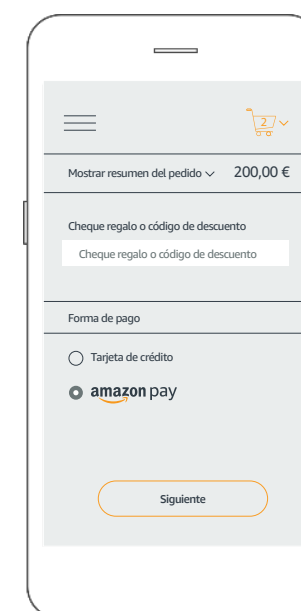 2
Mostrar resumen del pedido 200,00 €
Cheque regalo o código de descuento
Cheque regalo o código de descuento
Forma de pago
Tarjeta de crédito
amazon pay
Siguiente